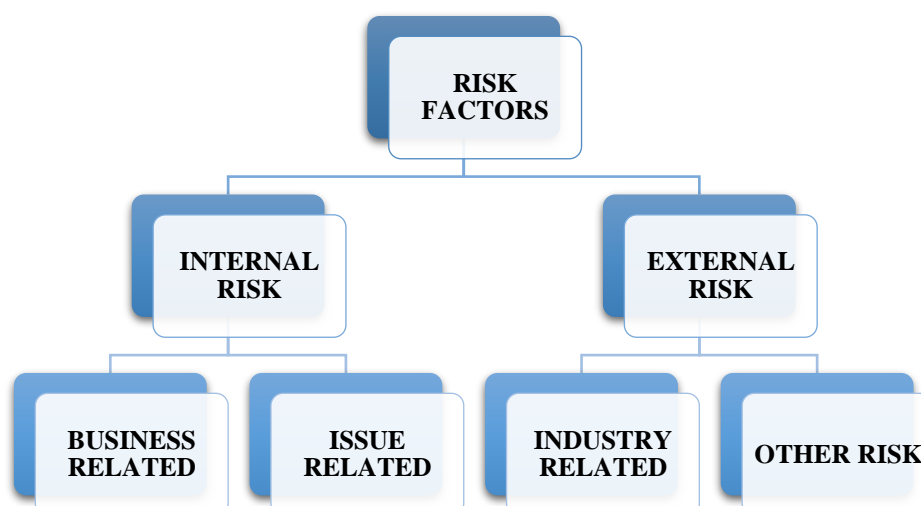 RISK
FACTORS
INTERNAL
RISK
EXTERNAL
RISK
BUSINESS
RELATED
ISSUE
RELATED
INDUSTRY
RELATED
OTHER RISK